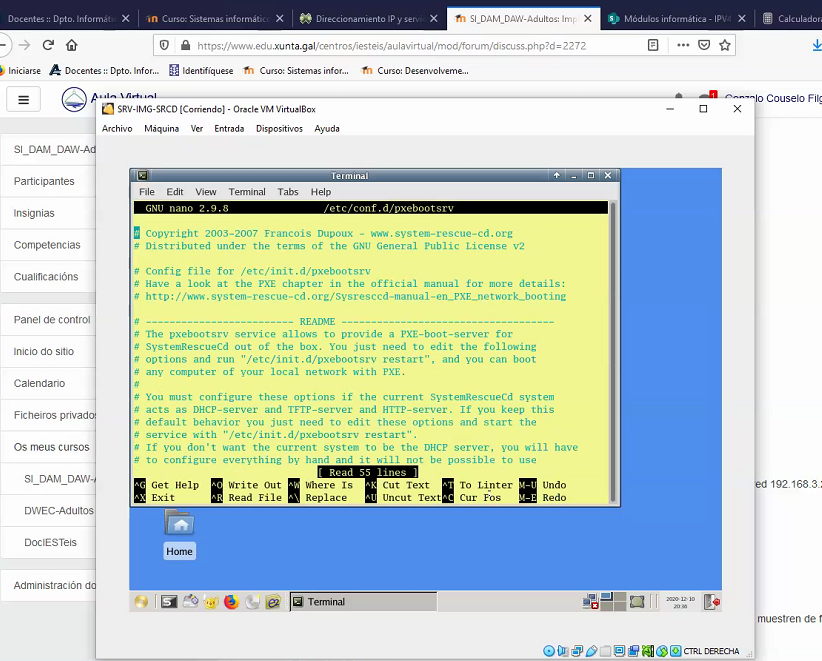 Docentes :: Dpto. Informát
Curso: Sistemas informátic
Direccionamiento IP y serv
SI_DAM_DAW-Adultos: Imp
Módulos informática - IPV4
Calculadora
https://www.edu.xunta.gal/centros/iesteis/aulavirtual/mod/forum/discuss.php?d=2272
Iniciarse
Docentes :: Dpto. Infor...
Identifíquese
Curso: Sistemas infor...
Curso: Desenvolveme...
Aula Virtual
1
Gonzalo Couselo Filg
SI_DAM_DAW-Ad
Participantes
Insignias
Competencias
Cualificacións
Panel de control
Inicio do sitio
Calendario
Ficheiros privados
Os meus cursos
SI_DAM_DAW-A
DWEC-Adultos
DocIESTeis
Administración do
SRV-IMG-SRCD [Corriendo] - Oracle VM VirtualBox
Archivo Máquina Ver Entrada Dispositivos Ayuda
Terminal
File Edit View Terminal Tabs Help
GNU nano 2.9.8 /etc/conf.d/pxebootsrv
# Copyright 2003-2007 Francois Dupoux - www.system-rescue-cd.org
# Distributed under the terms of the GNU General Public License v2
# Config file for /etc/init.d/pxebootsrv
# Have a look at the PXE chapter in the official manual for more details:
# http://www.system-rescue-cd.org/Sysresccd-manual-en_PXE_network_booting
# ------------------------ README -----------------------------------
# The pxebootsrv service allows to provide a PXE-boot-server for
# SystemRescueCd out of the box. You just need to edit the following
# options and run "/etc/init.d/pxebootsrv restart", and you can boot
# any computer of your local network with PXE.
#
# You must configure these options if the current SystemRescueCd system
# acts as DHCP-server and TFTP-server and HTTP-server. If you keep this
# default behavior you just need to edit these options and start the
# service with "/etc/init.d/pxebootsrv restart".
# If you don't want the current system to be the DHCP server, you will have
# to configure everything by hand and it will not be possible to use
[ Read 55 lines ]
^G Get Help ^O Write Out ^W Where Is ^K Cut Text ^T To Linter M-U Undo
^X Exit ^R Read File ^\ Replace ^U Uncut Text ^C Cur Pos M-E Redo
Home
Terminal
2020-12-10
20:36
CTRL DERECHA
red 192.168.3.
muestren de f